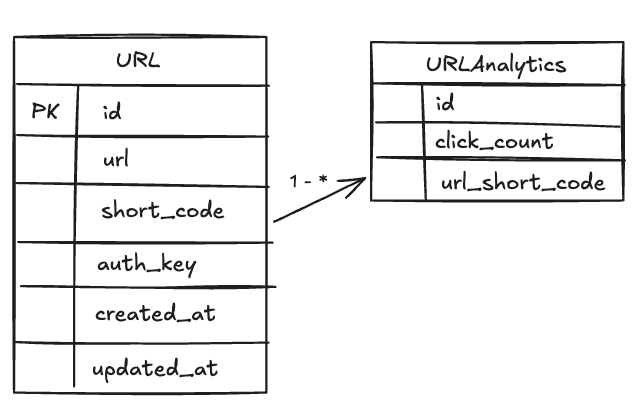 URL
PK id
url
short_code
auth_key
created_at
updated_at
1 - *
URLAnalytics
id
click_count
url_short_code